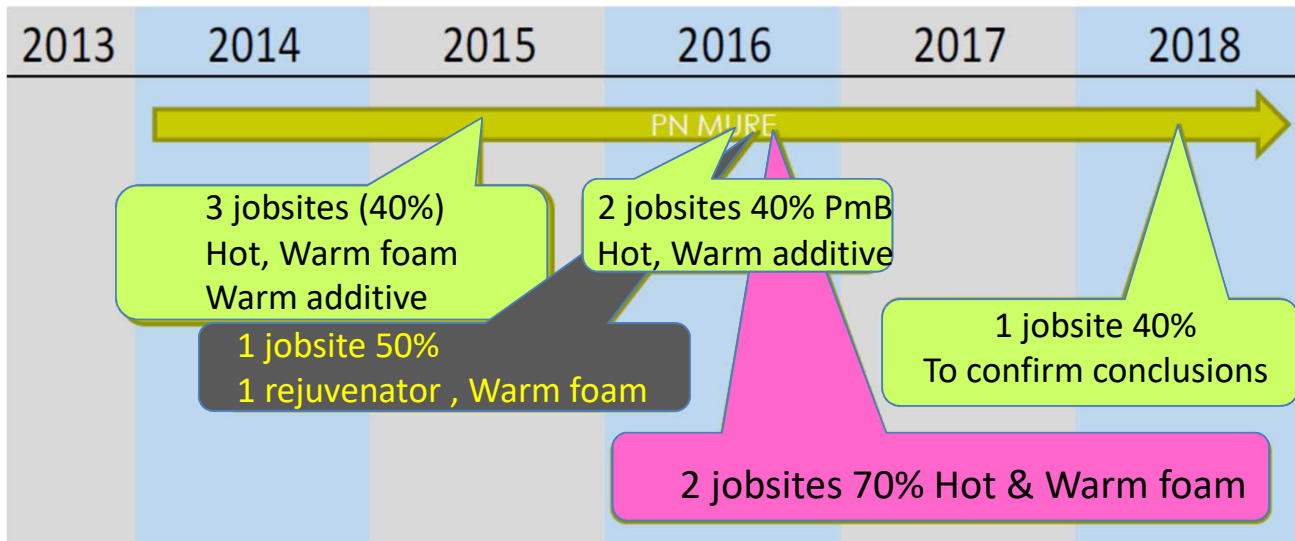 2013 2014 2015 2016 2017 2018
PN MURE
3 jobsites (40%)
Hot, Warm foam
Warm additive
2 jobsites 40% PmB
Hot, Warm additive
1 jobsite 50%
1 rejuvenator , Warm foam
1 jobsite 40%
To confirm conclusions
2 jobsites 70% Hot & Warm foam